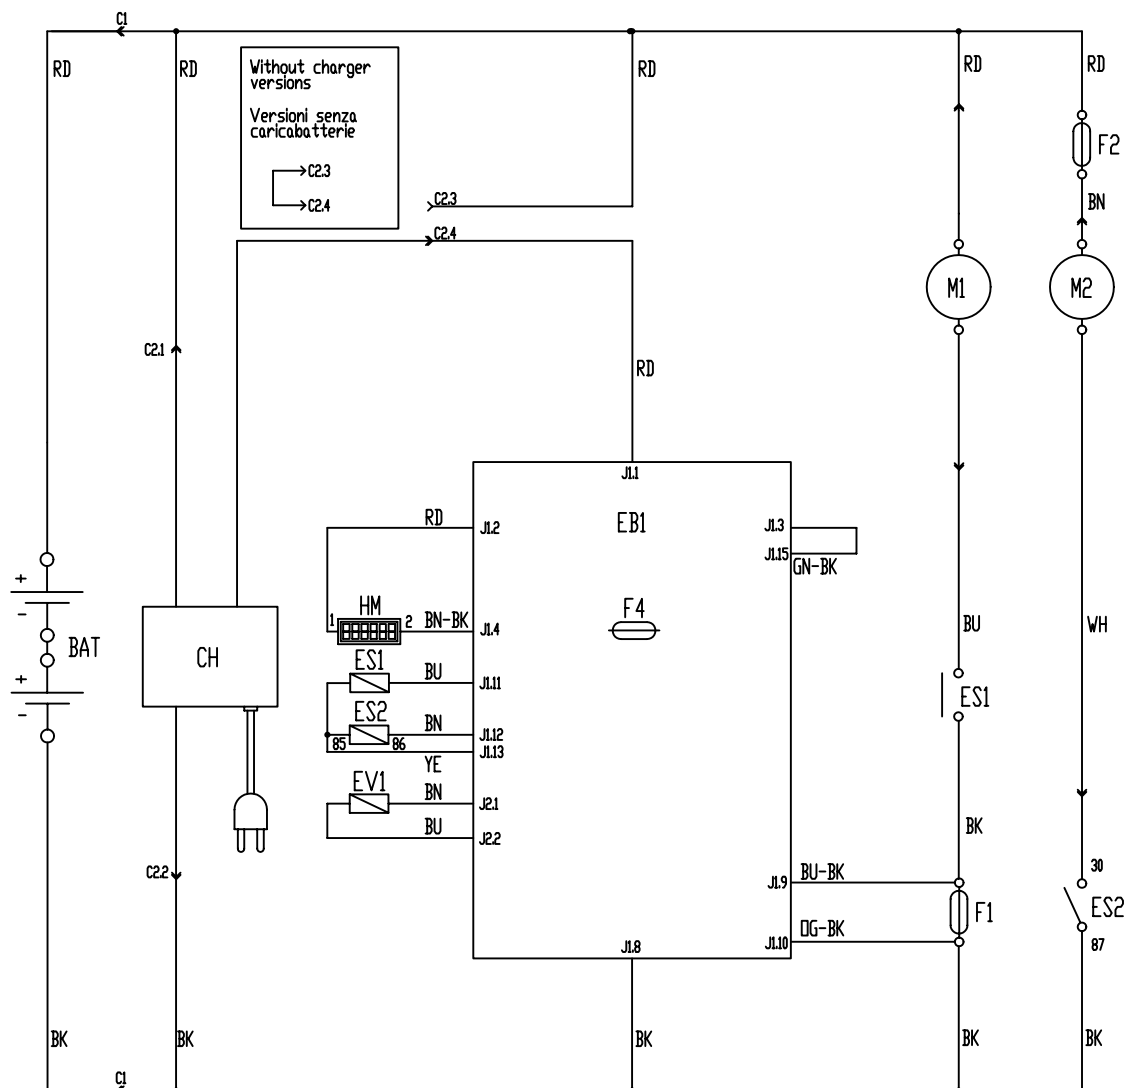 C1
RD
RD
RD
RD
RD
Without charger
versions
Versioni senza
caricabatterie
C2.3
C2.4
C2.3
C2.4
F2
BN
M1
M2
C2.1
RD
J1.1
EB1
RD
J1.2
J1.3
J1.15
GN-BK
+
-
BAT
+
-
CH
HM
1
2
BN-BK
J1.4
F4
BU
WH
ES1
BU
J1.11
ES1
ES2
BN
J1.12
85
86
J1.13
YE
EV1
BN
J2.1
BU
J2.2
BK
C2.2
J1.9
BU-BK
30
F1
ES2
J1.10
OG-BK
87
J1.8
BK
BK
BK
BK
BK
C1